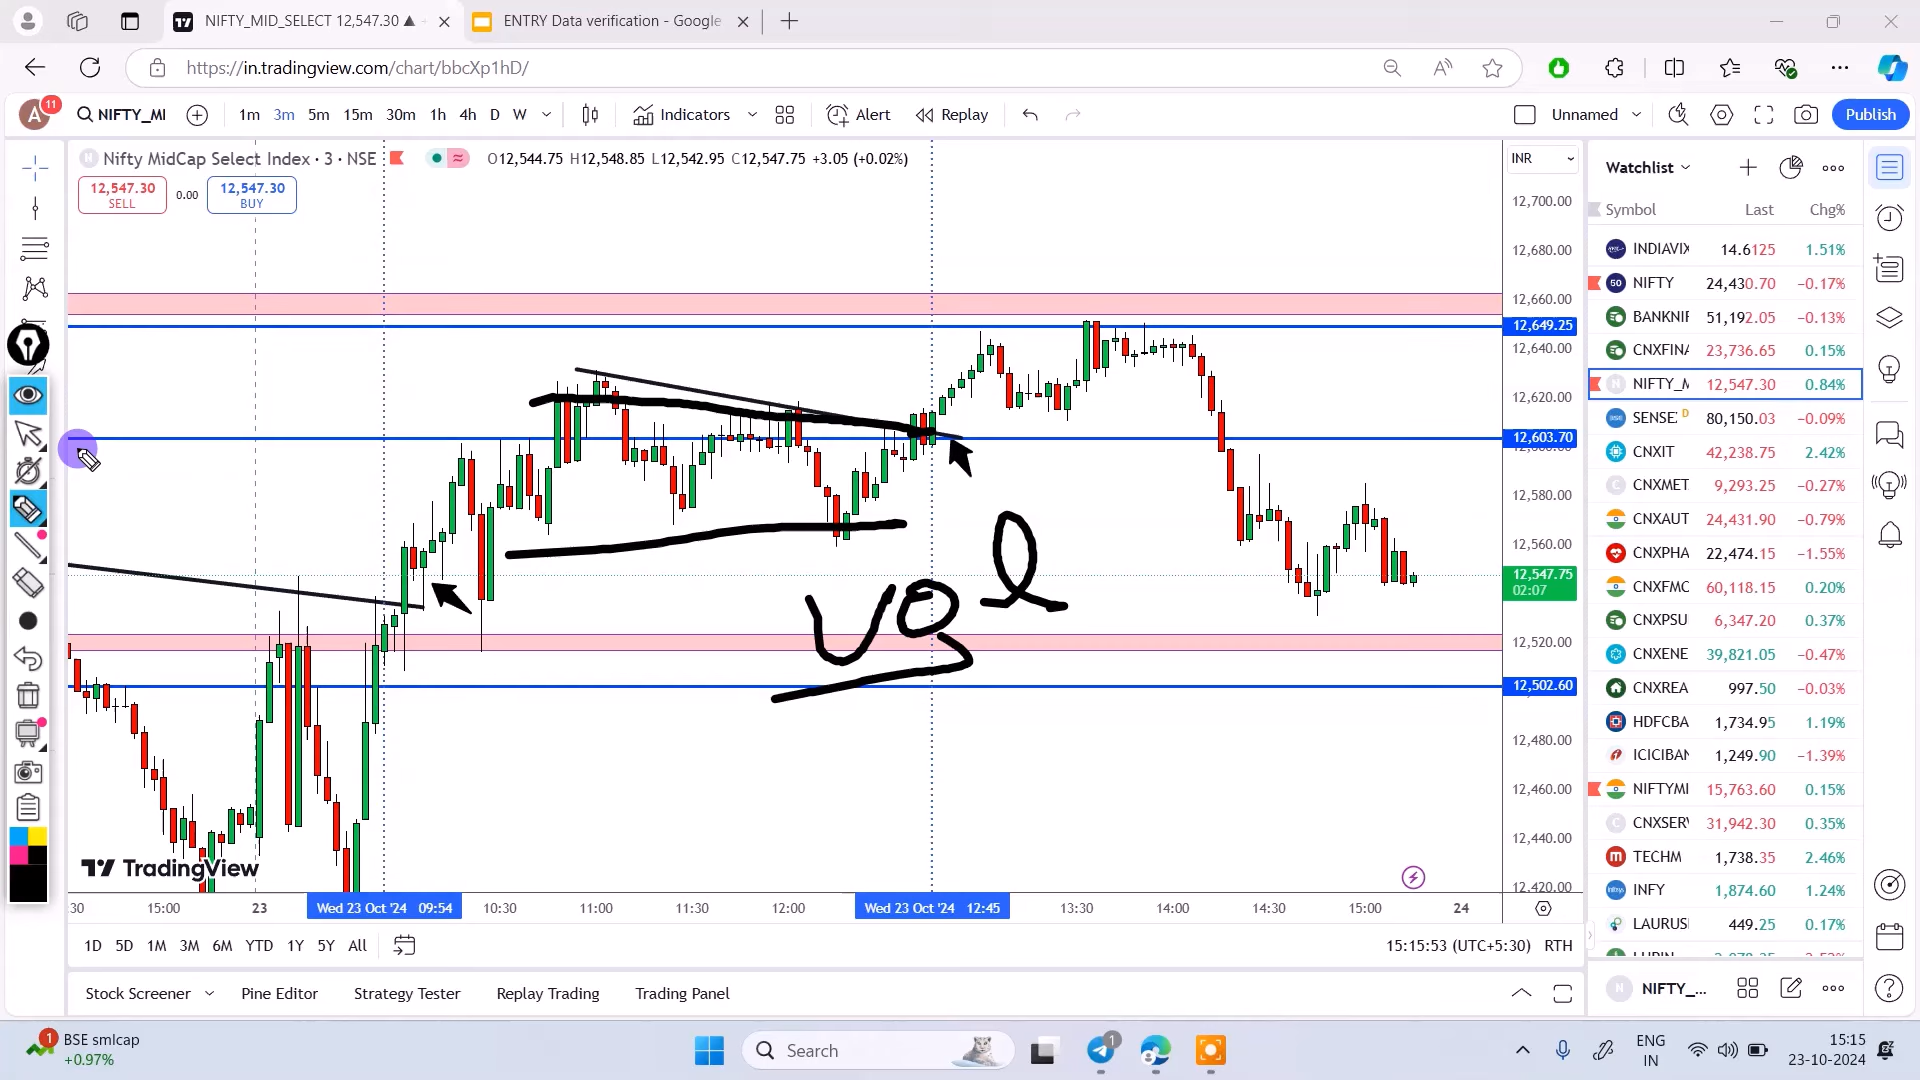 NIFTY_MID_SELECT 12,547.30 ▲
ENTRY Data verification - Google
https://in.tradingview.com/chart/bbcXp1hD/
A 11 NIFTY_MI 1m 3m 5m 15m 30m 1h 4h D W Indicators Alert Replay Unnamed Publish
Nifty MidCap Select Index · 3 · NSE O12,544.75 H12,548.85 L12,542.95 C12,547.75 +3.05 (+0.02%)
12,547.30 SELL
0.00
12,547.30 BUY
INR
12,700.00
12,680.00
12,660.00
12,649.25
12,640.00
12,620.00
12,603.70
12,580.00
12,560.00
12,547.75
02:07
12,520.00
12,502.60
12,480.00
12,460.00
12,440.00
12,420.00
TradingView
:30 15:00 23 Wed 23 Oct '24 09:54 10:30 11:00 11:30 12:00 Wed 23 Oct '24 12:45 13:30 14:00 14:30 15:00 24
1D 5D 1M 3M 6M YTD 1Y 5Y All
15:15:53 (UTC+5:30) RTH
Stock Screener Pine Editor Strategy Tester Replay Trading Trading Panel
Watchlist
Symbol Last Chg%
INDIAVIX 14.6125 1.51%
50 NIFTY 24,430.70 −0.17%
BANKNIF 51,192.05 −0.13%
CNXFINA 23,736.65 0.15%
N NIFTY_M 12,547.30 0.84%
SENSE: D 80,150.03 −0.09%
CNXIT 42,238.75 2.42%
C CNXMET 9,293.25 −0.27%
CNXAUT 24,431.90 −0.79%
CNXPHA 22,474.15 −1.55%
CNXFMC 60,118.15 0.20%
CNXPSU 6,347.20 0.37%
CNXENE 39,821.05 −0.47%
CNXREA 997.50 −0.03%
HDFCBA 1,734.95 1.19%
ICICIBAN 1,249.90 −1.39%
NIFTYMI 15,763.60 0.15%
C CNXSERV 31,942.30 0.35%
TECHM 1,738.35 2.46%
INFY 1,874.60 1.24%
LAURUS 449.25 0.17%
N NIFTY_...
1 BSE smlcap
+0.97%
Search
1
ENG
IN
15:15
23-10-2024